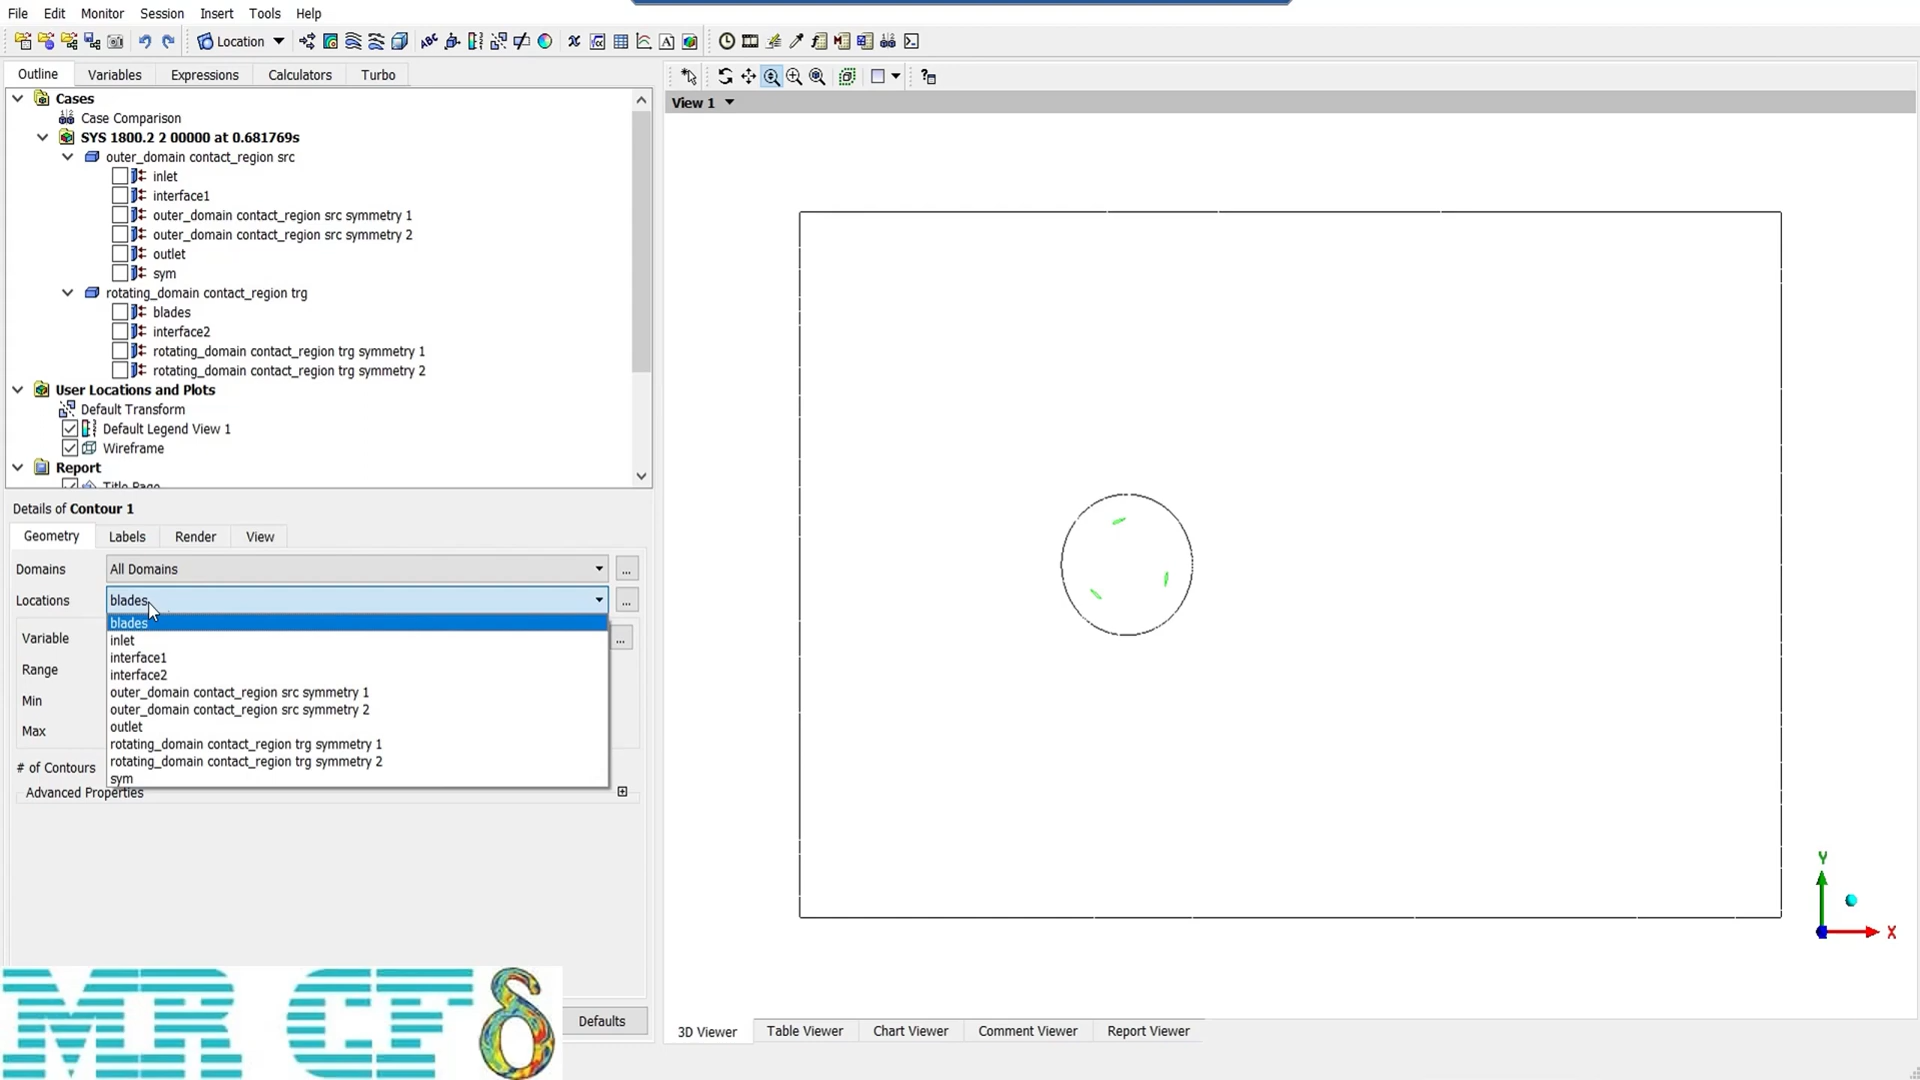 File Edit Monitor Session Insert Tools Help
Location
Outline Variables Expressions Calculators Turbo
Cases
Case Comparison
SYS 1800.2 2 00000 at 0.681769s
outer_domain contact_region src
inlet
interface1
outer_domain contact_region src symmetry 1
outer_domain contact_region src symmetry 2
outlet
sym
rotating_domain contact_region trg
blades
interface2
rotating_domain contact_region trg symmetry 1
rotating_domain contact_region trg symmetry 2
User Locations and Plots
Default Transform
Default Legend View 1
Wireframe
Report
Title Page
Details of Contour 1
Geometry Labels Render View
Domains All Domains ...
Locations blades ...
blades
Variable ...
inlet
interface1
Range
interface2
outer_domain contact_region src symmetry 1
Min
outer_domain contact_region src symmetry 2
outlet
Max
rotating_domain contact_region trg symmetry 1
rotating_domain contact_region trg symmetry 2
# of Contours
sym
Advanced Properties
MR CFδ
Defaults
View 1
Y
X
3D Viewer Table Viewer Chart Viewer Comment Viewer Report Viewer